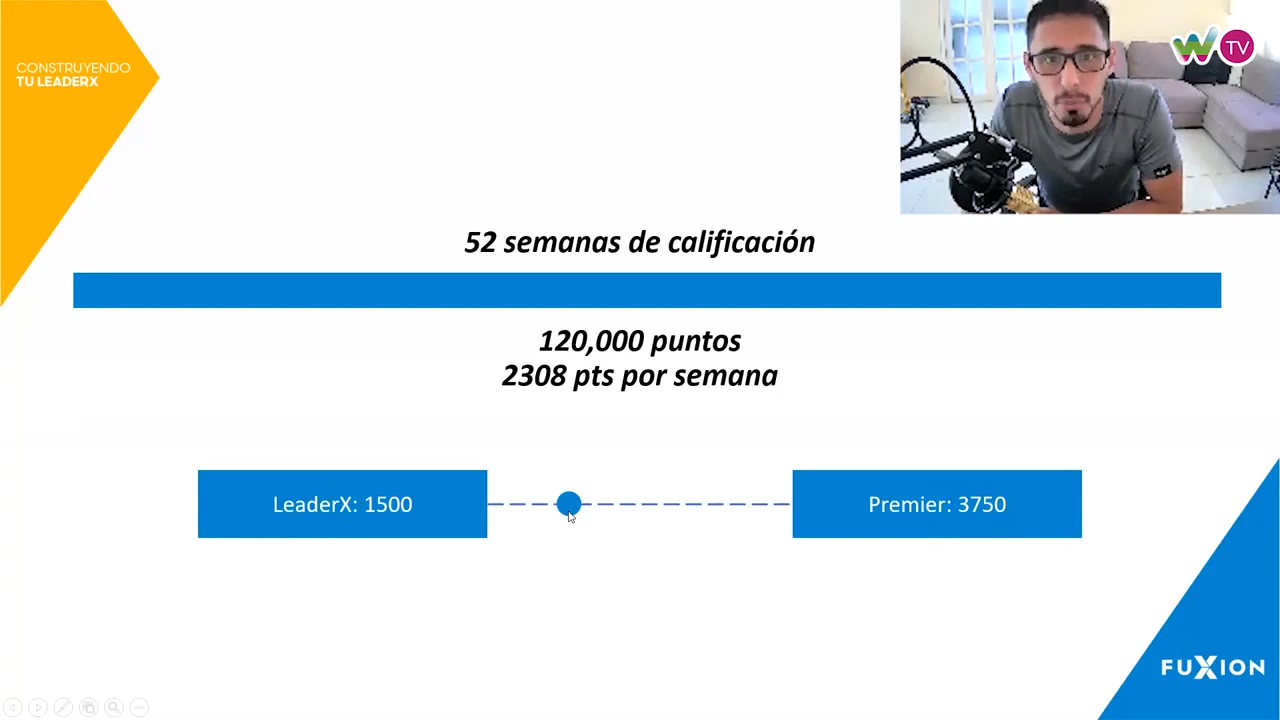 CONSTRUYENDO
TU LEADERX
W TV
52 semanas de calificación
120,000 puntos
2308 pts por semana
LeaderX: 1500
Premier: 3750
FUXION